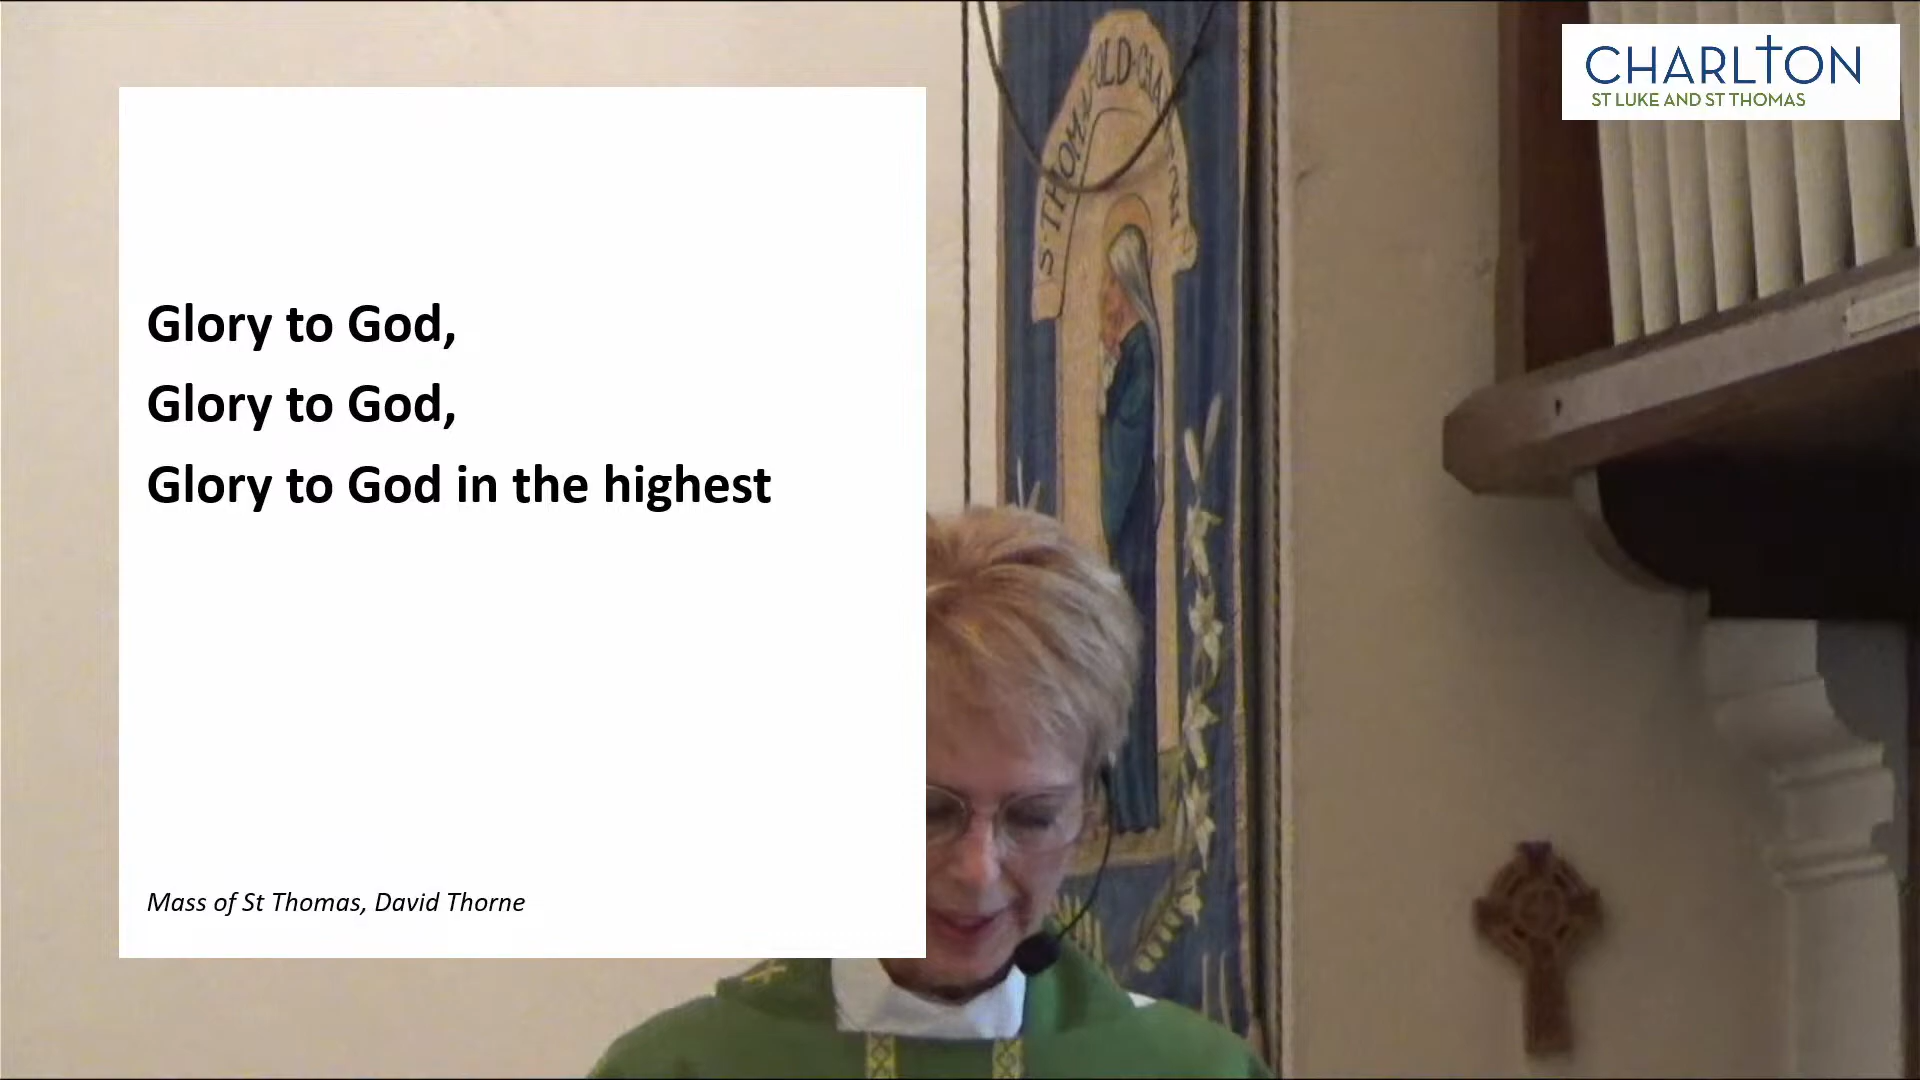 Glory to God,
Glory to God,
Glory to God in the highest
Mass of St Thomas, David Thorne
CHARLTON
ST LUKE AND ST THOMAS
OLD